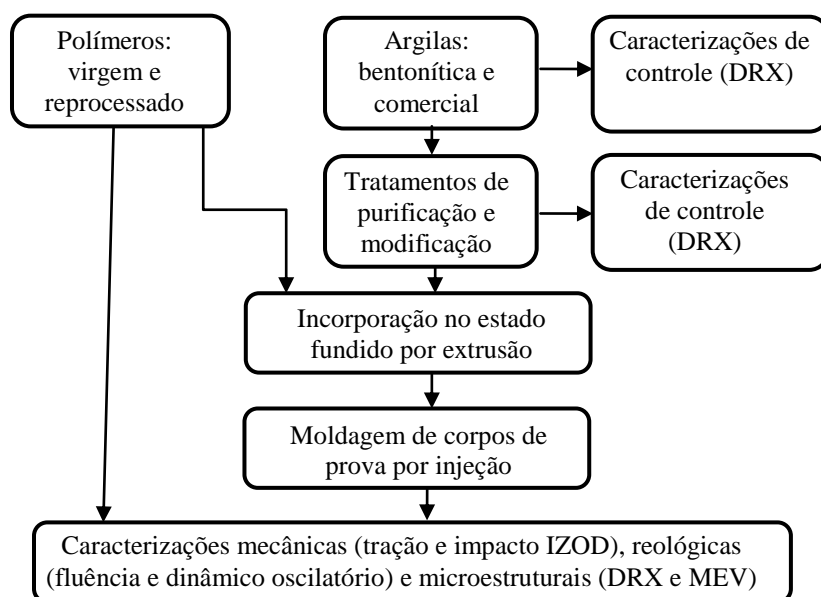 Polímeros:
virgem e
reprocessado
Argilas:
bentonítica e
comercial
Caracterizações de
controle (DRX)
Tratamentos de
purificação e
modificação
Caracterizações
de controle
(DRX)
Incorporação no estado
fundido por extrusão
Moldagem de corpos de
prova por injeção
Caracterizações mecânicas (tração e impacto IZOD), reológicas
(fluência e dinâmico oscilatório) e microestruturais (DRX e MEV)